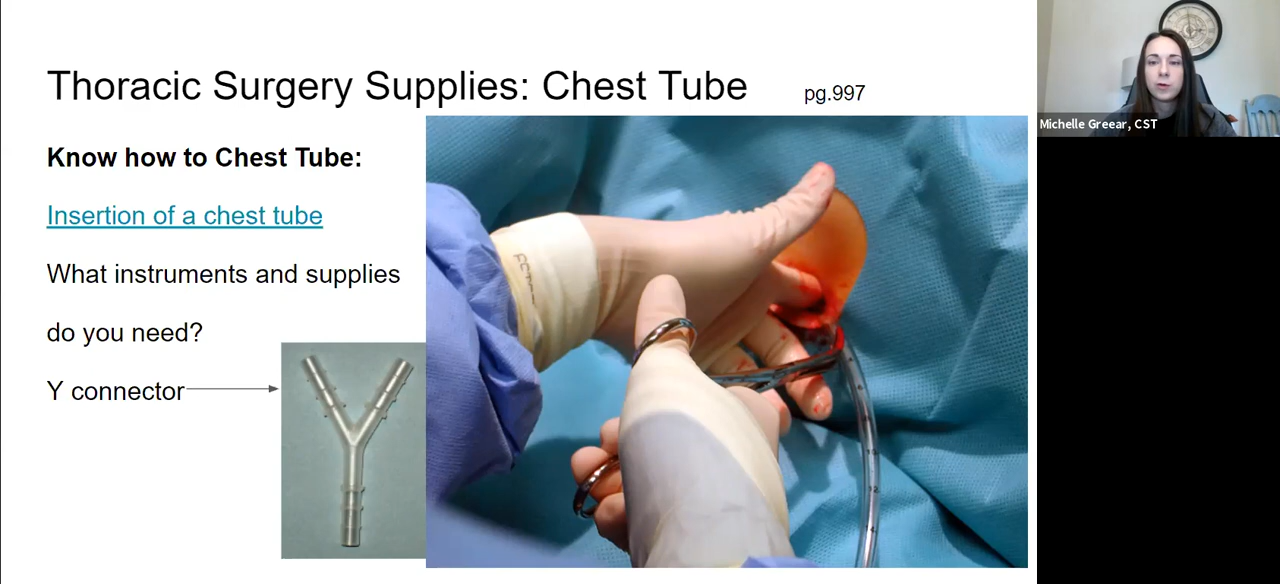 Thoracic Surgery Supplies: Chest Tube
pg.997
Know how to Chest Tube:
Insertion of a chest tube
What instruments and supplies
do you need?
Y connector
Michelle Greear, CST